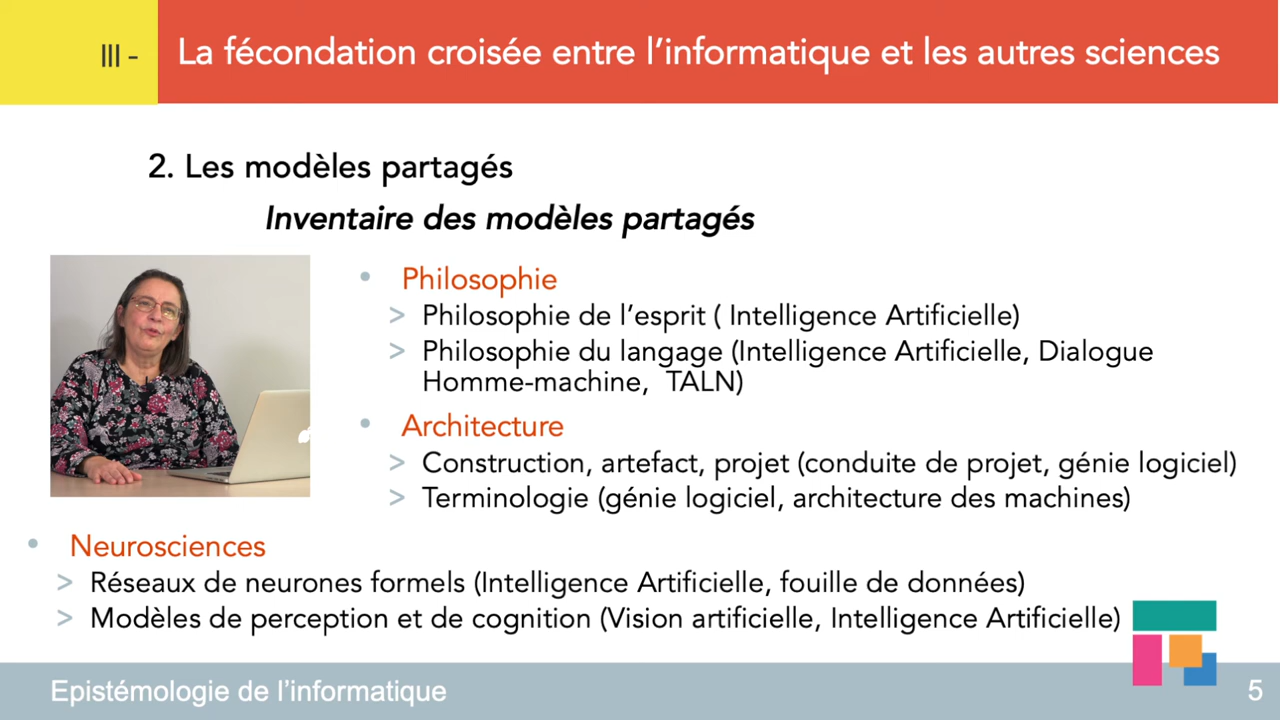 III -
La fécondation croisée entre l’informatique et les autres sciences
2. Les modèles partagés
Inventaire des modèles partagés
• Philosophie
> Philosophie de l’esprit ( Intelligence Artificielle)
> Philosophie du langage (Intelligence Artificielle, Dialogue
Homme-machine, TALN)
• Architecture
> Construction, artefact, projet (conduite de projet, génie logiciel)
> Terminologie (génie logiciel, architecture des machines)
• Neurosciences
> Réseaux de neurones formels (Intelligence Artificielle, fouille de données)
> Modèles de perception et de cognition (Vision artificielle, Intelligence Artificielle)
Epistémologie de l’informatique
5